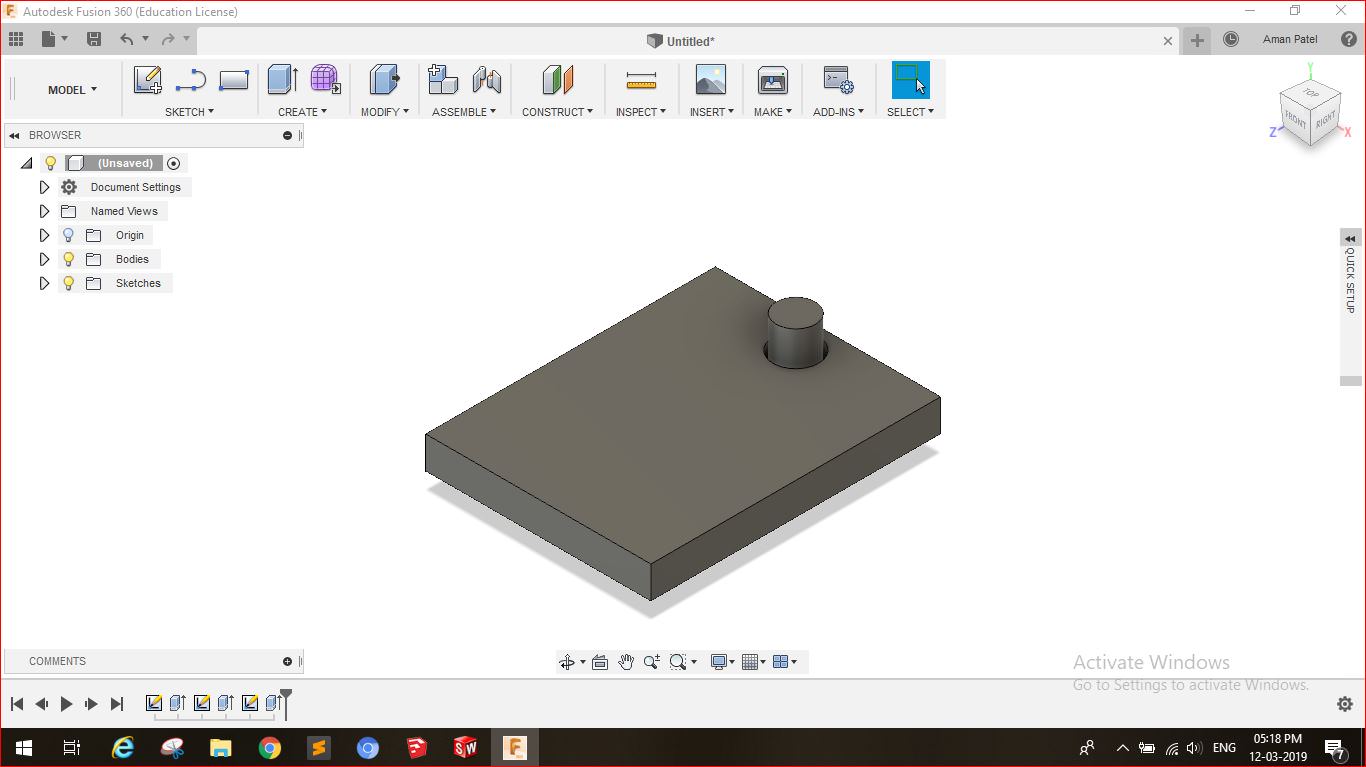 Autodesk Fusion 360 (Education License)
Untitled*
Aman Patel
MODEL
SKETCH
CREATE
MODIFY
ASSEMBLE
CONSTRUCT
INSPECT
INSERT
MAKE
ADD-INS
SELECT
Y
TOP
FRONT
RIGHT
Z
X
BROWSER
(Unsaved)
Document Settings
Named Views
Origin
Bodies
Sketches
QUICK SETUP
COMMENTS
Activate Windows
Go to Settings to activate Windows.
SW
ENG
05:18 PM
12-03-2019
7